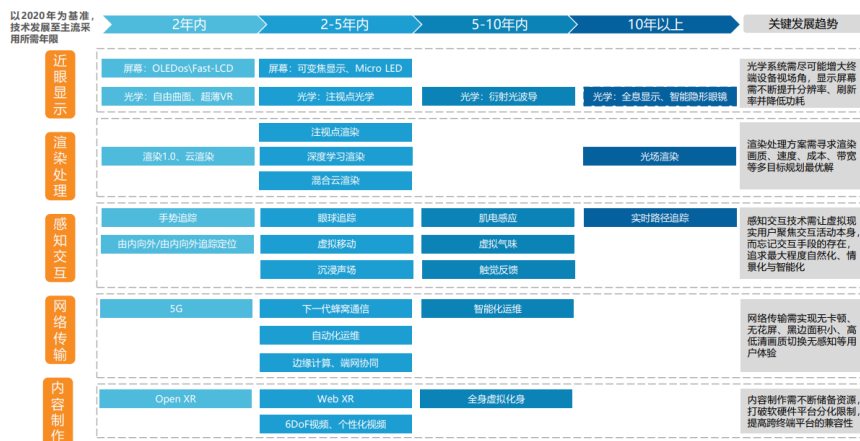 以2020年为基准,
技术发展至主流采
用所需年限
2年内
2-5年内
5-10年内
10年以上
关键发展趋势
近眼显示
屏幕：OLEDos\Fast-LCD
屏幕：可变焦显示、Micro LED
光学：自由曲面、超薄VR
光学：注视点光学
光学：衍射光波导
光学：全息显示、智能隐形眼镜
光学系统需尽可能增大终
端设备视场角，显示屏幕
需不断提升分辨率、刷新
率并降低功耗
渲染处理
注视点渲染
渲染1.0、云渲染
深度学习渲染
光场渲染
混合云渲染
渲染处理方案需寻求渲染
画质、速度、成本、带宽
等多目标规划最优解
感知交互
手势追踪
眼球追踪
肌电感应
实时路径追踪
由内向外/由内向外追踪定位
虚拟移动
虚拟气味
沉浸声场
触觉反馈
感知交互技术需让虚拟现
实用户聚焦交互活动本身，
而忘记交互手段的存在，
追求最大程度自然化、情
景化与智能化
网络传输
5G
下一代蜂窝通信
智能化运维
自动化运维
边缘计算、端网协同
网络传输需实现无卡顿、
无花屏、黑边面积小、高
低清画质切换无感知等用
户体验
内容制作
Open XR
Web XR
全身虚拟化身
6DoF视频、个性化视频
内容制作需不断储备资源，
打破软硬件平台分化限制，
提高跨终端平台的兼容性